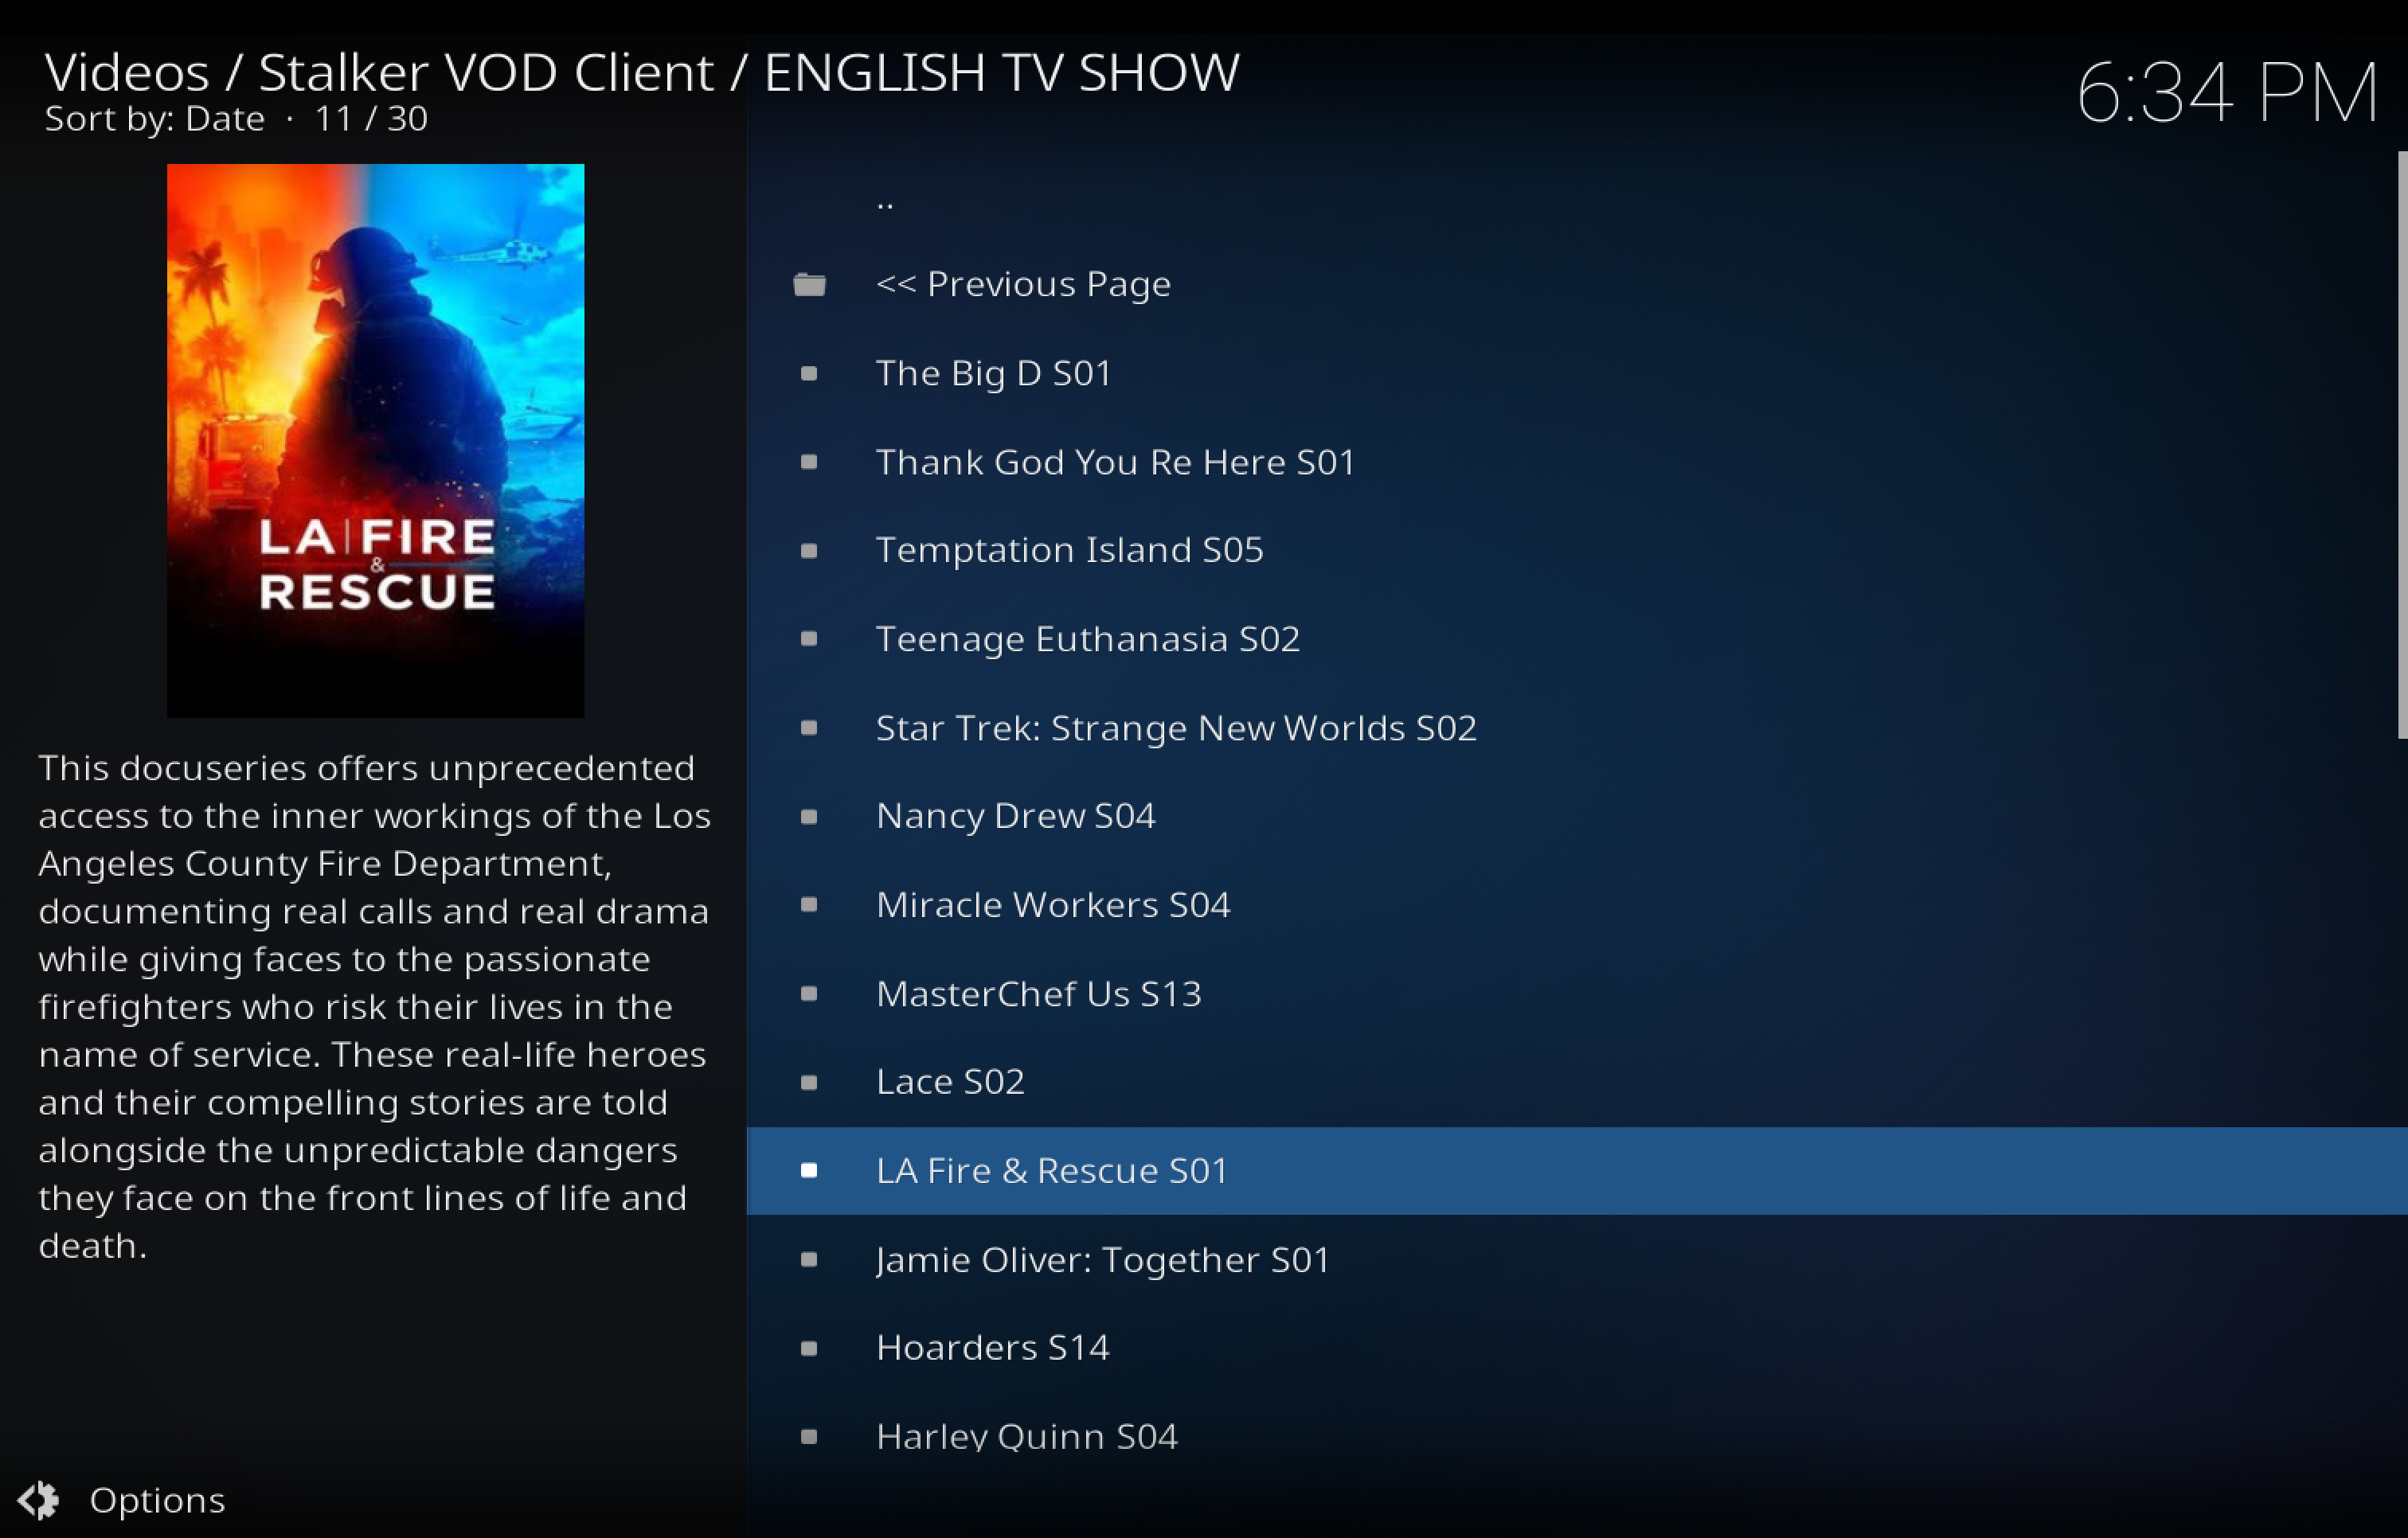 Videos / Stalker VOD Client / ENGLISH TV SHOW
Sort by: Date · 11 / 30
6:34 PM
LA FIRE
&
RESCUE
This docuseries offers unprecedented
access to the inner workings of the Los
Angeles County Fire Department,
documenting real calls and real drama
while giving faces to the passionate
firefighters who risk their lives in the
name of service. These real-life heroes
and their compelling stories are told
alongside the unpredictable dangers
they face on the front lines of life and
death.
..
<< Previous Page
The Big D S01
Thank God You Re Here S01
Temptation Island S05
Teenage Euthanasia S02
Star Trek: Strange New Worlds S02
Nancy Drew S04
Miracle Workers S04
MasterChef Us S13
Lace S02
LA Fire & Rescue S01
Jamie Oliver: Together S01
Hoarders S14
Harley Quinn S04
Options